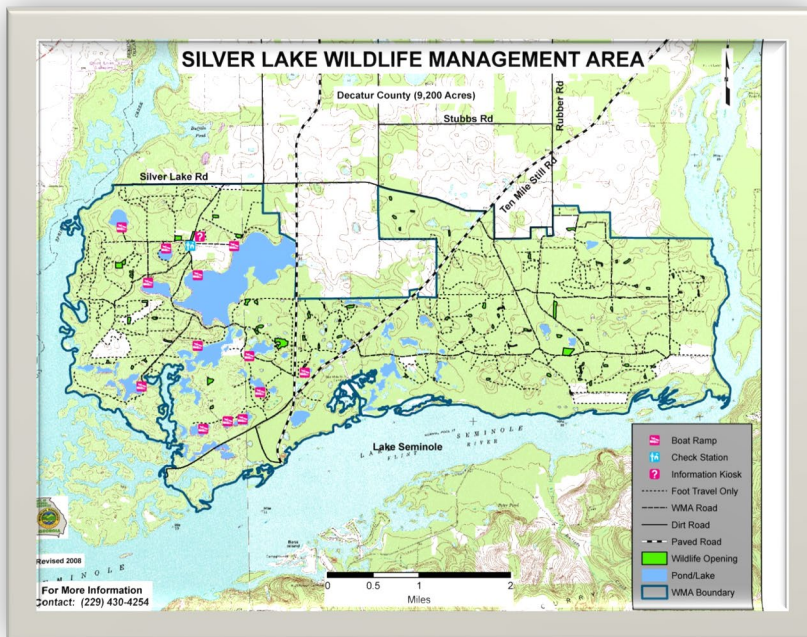 SILVER LAKE WILDLIFE MANAGEMENT AREA
Decatur County (9,200 Acres)
Stubbs Rd
Rubber Rd
Silver Lake Rd
Ten Mile Still Rd
Lake Seminole
SEMINOLE
RIVER
Boat Ramp
Check Station
Information Kiosk
Foot Travel Only
WMA Road
Dirt Road
Paved Road
Wildlife Opening
Pond/Lake
WMA Boundary
Revised 2008
For More Information
Contact: (229) 430-4254
0 0.5 1 2
Miles